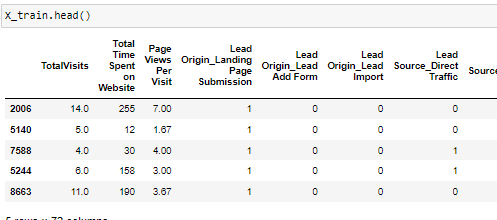 X_train.head()
TotalVisits Total Time Spent on Website Page Views Per Visit Lead Origin_Landing Page Submission Lead Origin_Lead Add Form Lead Origin_Lead Import Lead Source_Direct Traffic Source
2006 14.0 255 7.00 1 0 0 0
5140 5.0 12 1.67 1 0 0 0
7588 4.0 30 4.00 1 0 0 1
5244 6.0 158 3.00 1 0 0 1
8663 11.0 190 3.67 1 0 0 0